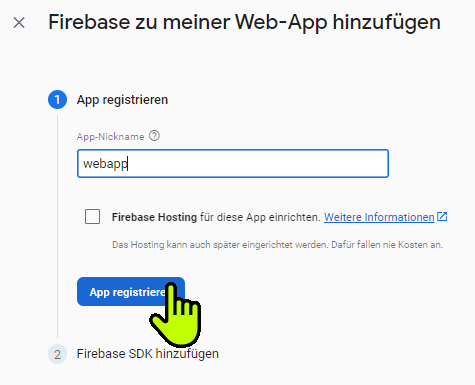 Firebase zu meiner Web-App hinzufügen
1 App registrieren
App-Nickname
webapp
Firebase Hosting für diese App einrichten. Weitere Informationen
Das Hosting kann auch später eingerichtet werden. Dafür fallen nie Kosten an.
App registriere
2 Firebase SDK hinzufügen